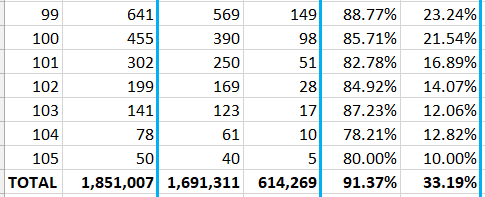 99 641 569 149 88.77% 23.24%
100 455 390 98 85.71% 21.54%
101 302 250 51 82.78% 16.89%
102 199 169 28 84.92% 14.07%
103 141 123 17 87.23% 12.06%
104 78 61 10 78.21% 12.82%
105 50 40 5 80.00% 10.00%
TOTAL 1,851,007 1,691,311 614,269 91.37% 33.19%